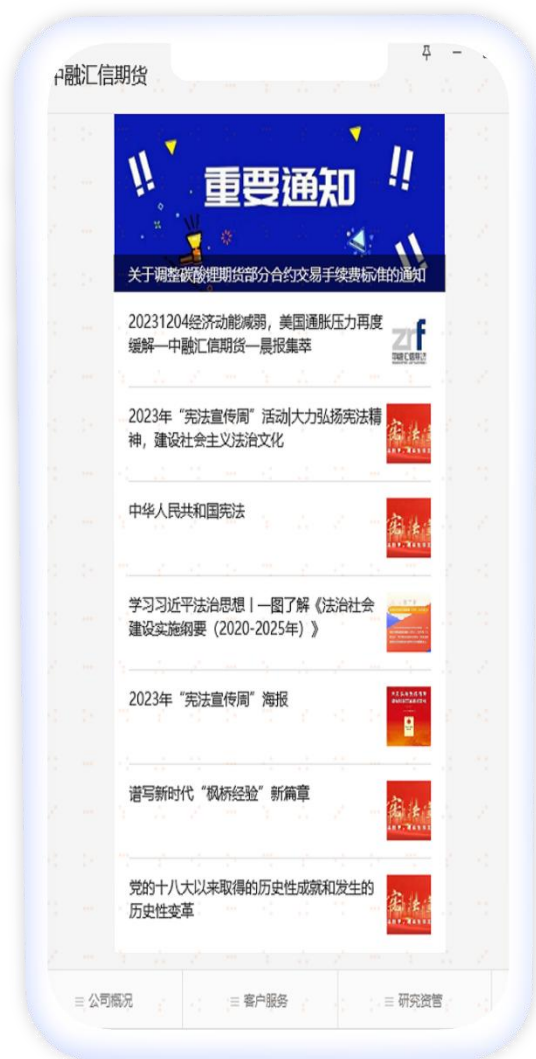 中融汇信期货
重要通知
关于调整碳酸锂期货部分合约交易手续费标准的通知
20231204经济动能减弱，美国通胀压力再度
缓解—中融汇信期货—晨报集萃
zrf
2023年“宪法宣传周”活动|大力弘扬宪法精
神，建设社会主义法治文化
中华人民共和国宪法
学习习近平法治思想丨一图了解《法治社会
建设实施纲要（2020-2025年）》
2023年“宪法宣传周”海报
谱写新时代“枫桥经验”新篇章
党的十八大以来取得的历史性成就和发生的
历史性变革
公司概况
客户服务
研究资管